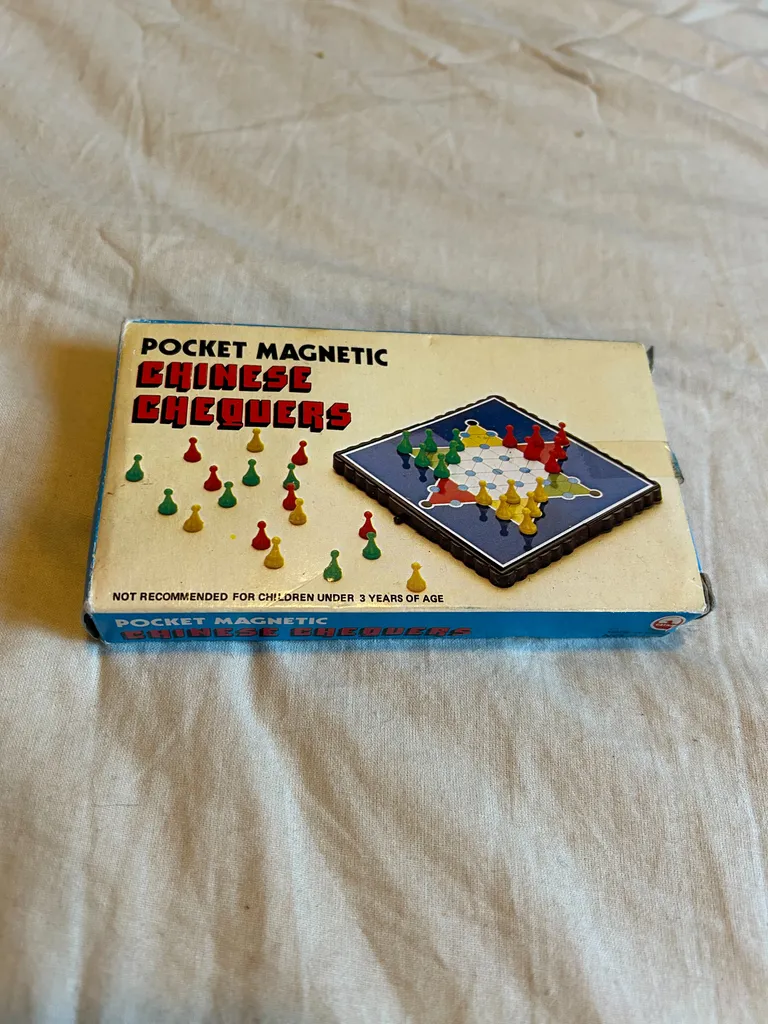 POCKET MAGNETIC
CHINESE
CHEQUERS
NOT RECOMMENDED FOR CHILDREN UNDER 3 YEARS OF AGE
POCKET MAGNETIC
CHINESE CHEQUERS